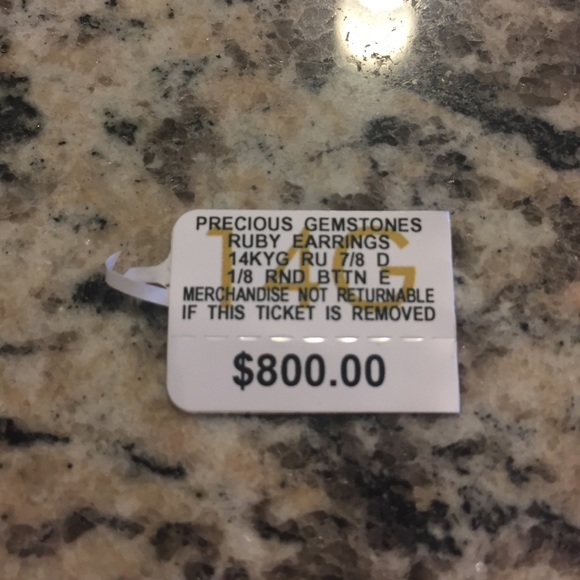 PRECIOUS GEMSTONES
RUBY EARRINGS
14KYG RU 7/8 D
1/8 RND BTTN E
14G
MERCHANDISE NOT RETURNABLE
IF THIS TICKET IS REMOVED
$800.00